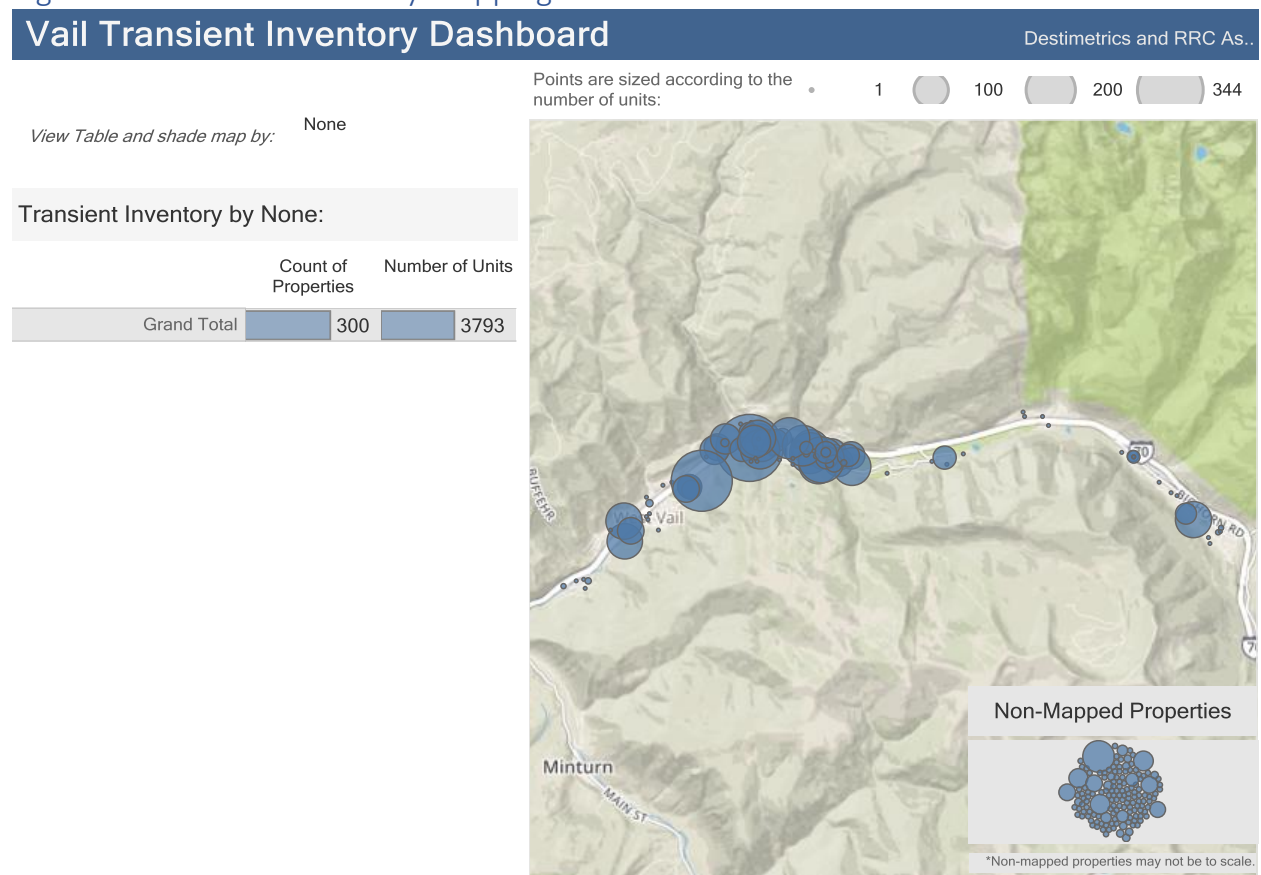 Vail Transient Inventory Dashboard
Destimetrics and RRC As..
Points are sized according to the
number of units:
1
100
200
344
View Table and shade map by:
None
Transient Inventory by None:
Count of
Properties
Number of Units
Grand Total
300
3793
70
BUFFEHR
Vail
BIGHORN RD
Minturn
MAIN ST
Non-Mapped Properties
*Non-mapped properties may not be to scale.